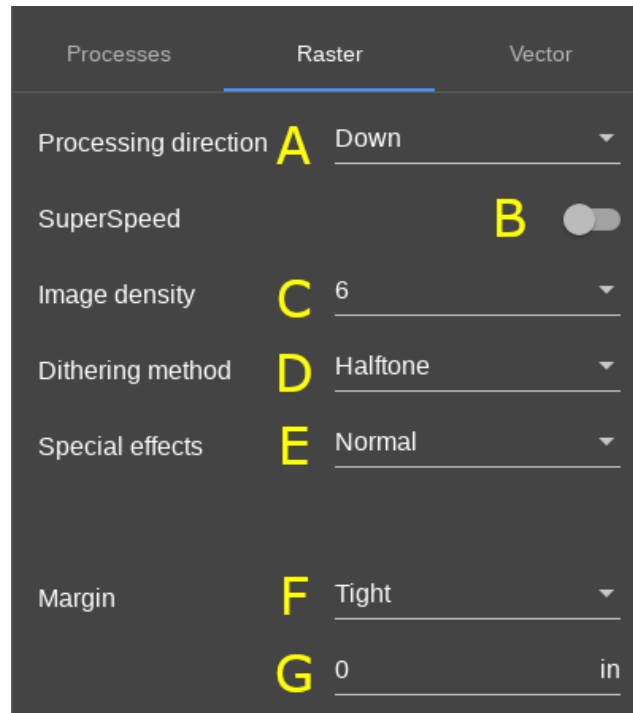 Processes Raster Vector
Processing direction A Down
SuperSpeed B
Image density C 6
Dithering method D Halftone
Special effects E Normal
Margin F Tight
G 0 in